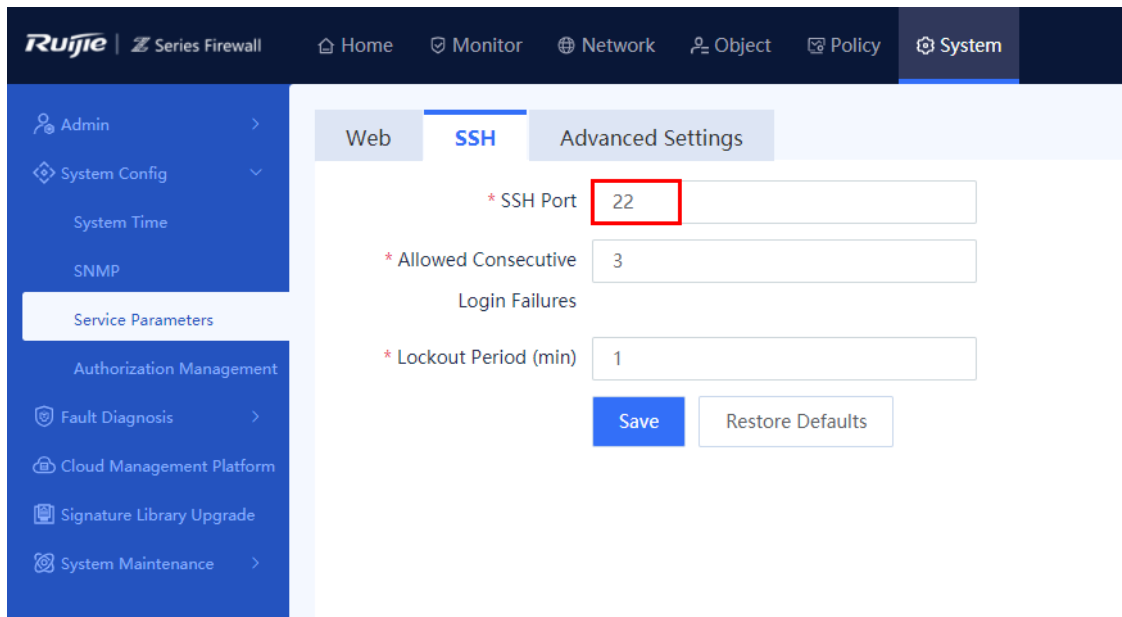 Ruijie | Z Series Firewall Home Monitor Network Object Policy System
Admin
System Config
System Time
SNMP
Service Parameters
Authorization Management
Fault Diagnosis
Cloud Management Platform
Signature Library Upgrade
System Maintenance
Web SSH Advanced Settings
* SSH Port 22
* Allowed Consecutive 3
Login Failures
* Lockout Period (min) 1
Save Restore Defaults